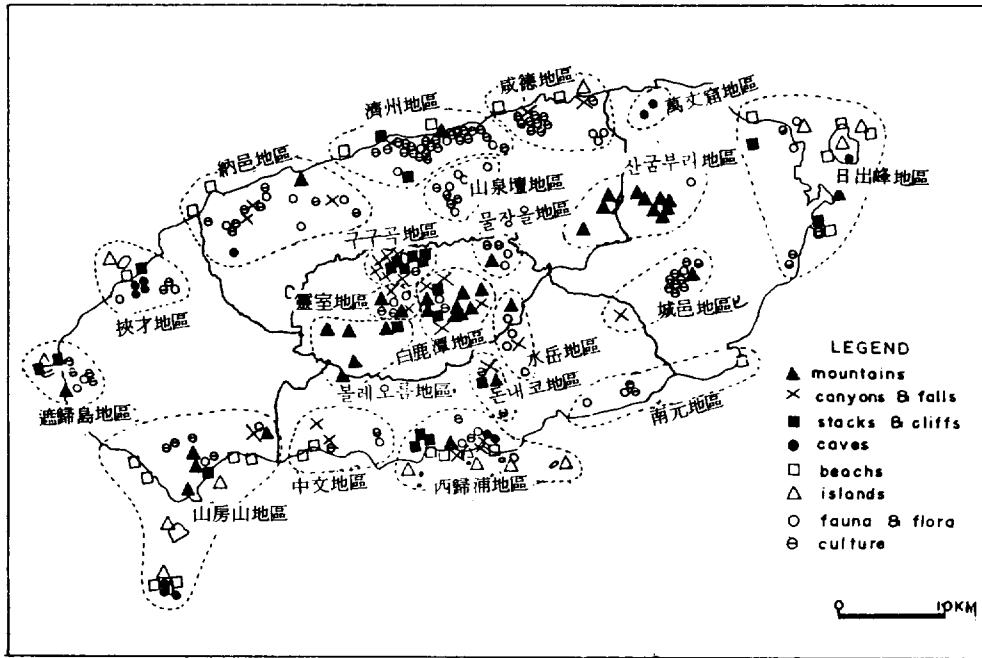 咸德地區
萬丈窟地區
濟州地區
納邑地區
산굼부리地區
山泉壇地區
日出峰地區
물장올地區
구구곡地區
靈室地區
城邑地區
挾才地區
白鹿潭地區
水岳地區
볼레오름地區
돈내코地區
遮歸島地區
南元地區
中文地區
西歸浦地區
山房山地區
LEGEND
mountains
canyons & falls
stacks & cliffs
caves
beachs
islands
fauna & flora
culture
0 10KM